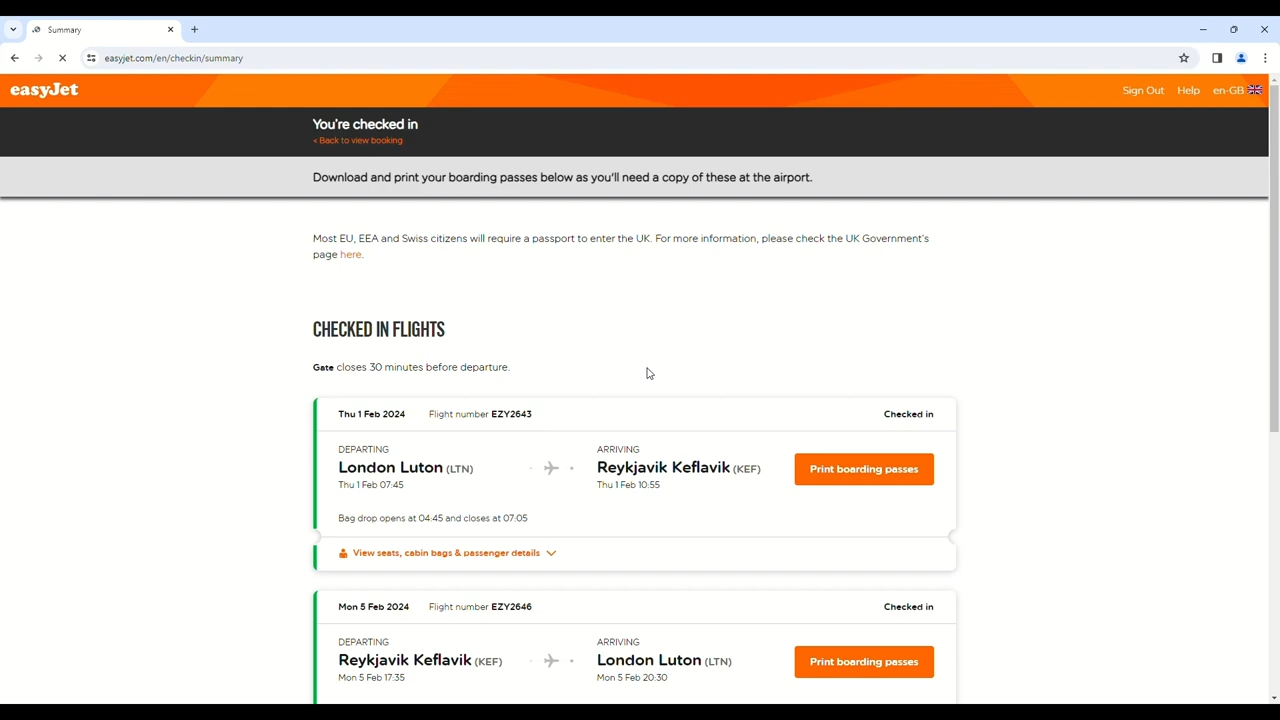 Summary
easyjet.com/en/checkin/summary
easyJet
Sign Out Help en-GB
You're checked in
< Back to view booking
Download and print your boarding passes below as you'll need a copy of these at the airport.
Most EU, EEA and Swiss citizens will require a passport to enter the UK. For more information, please check the UK Government's
page here.
CHECKED IN FLIGHTS
Gate closes 30 minutes before departure.
Thu 1 Feb 2024 Flight number EZY2643 Checked in
DEPARTING ARRIVING
London Luton (LTN) Reykjavik Keflavik (KEF) Print boarding passes
Thu 1 Feb 07:45 Thu 1 Feb 10:55
Bag drop opens at 04:45 and closes at 07:05
View seats, cabin bags & passenger details
Mon 5 Feb 2024 Flight number EZY2646 Checked in
DEPARTING ARRIVING
Reykjavik Keflavik (KEF) London Luton (LTN) Print boarding passes
Mon 5 Feb 17:35 Mon 5 Feb 20:30